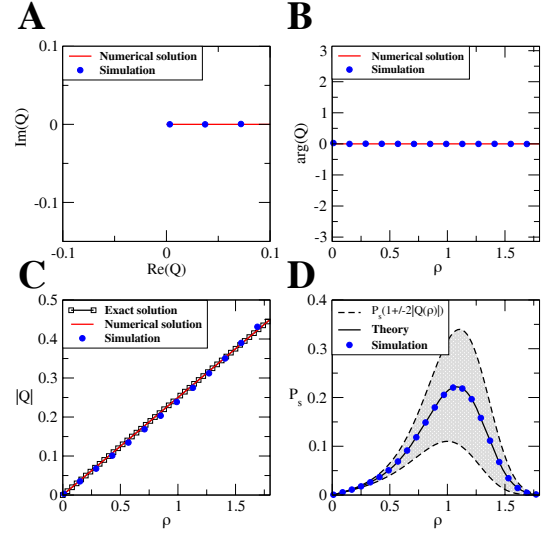 A
0.1
0
-0.1
Im(Q)
Numerical solution
Simulation
-0.1
0
0.1
Re(Q)
B
3
2
1
0
-1
-2
-3
arg(Q)
Numerical solution
Simulation
0
0.5
1
1.5
ρ
C
0.5
0.4
0.3
0.2
0.1
0
|Q|
Exact solution
Numerical solution
Simulation
0
0.5
1
1.5
ρ
D
0.4
0.3
0.2
0.1
0
P_s
P_s(1+/-2|Q(ρ)|)
Theory
Simulation
0
0.5
1
1.5
ρ